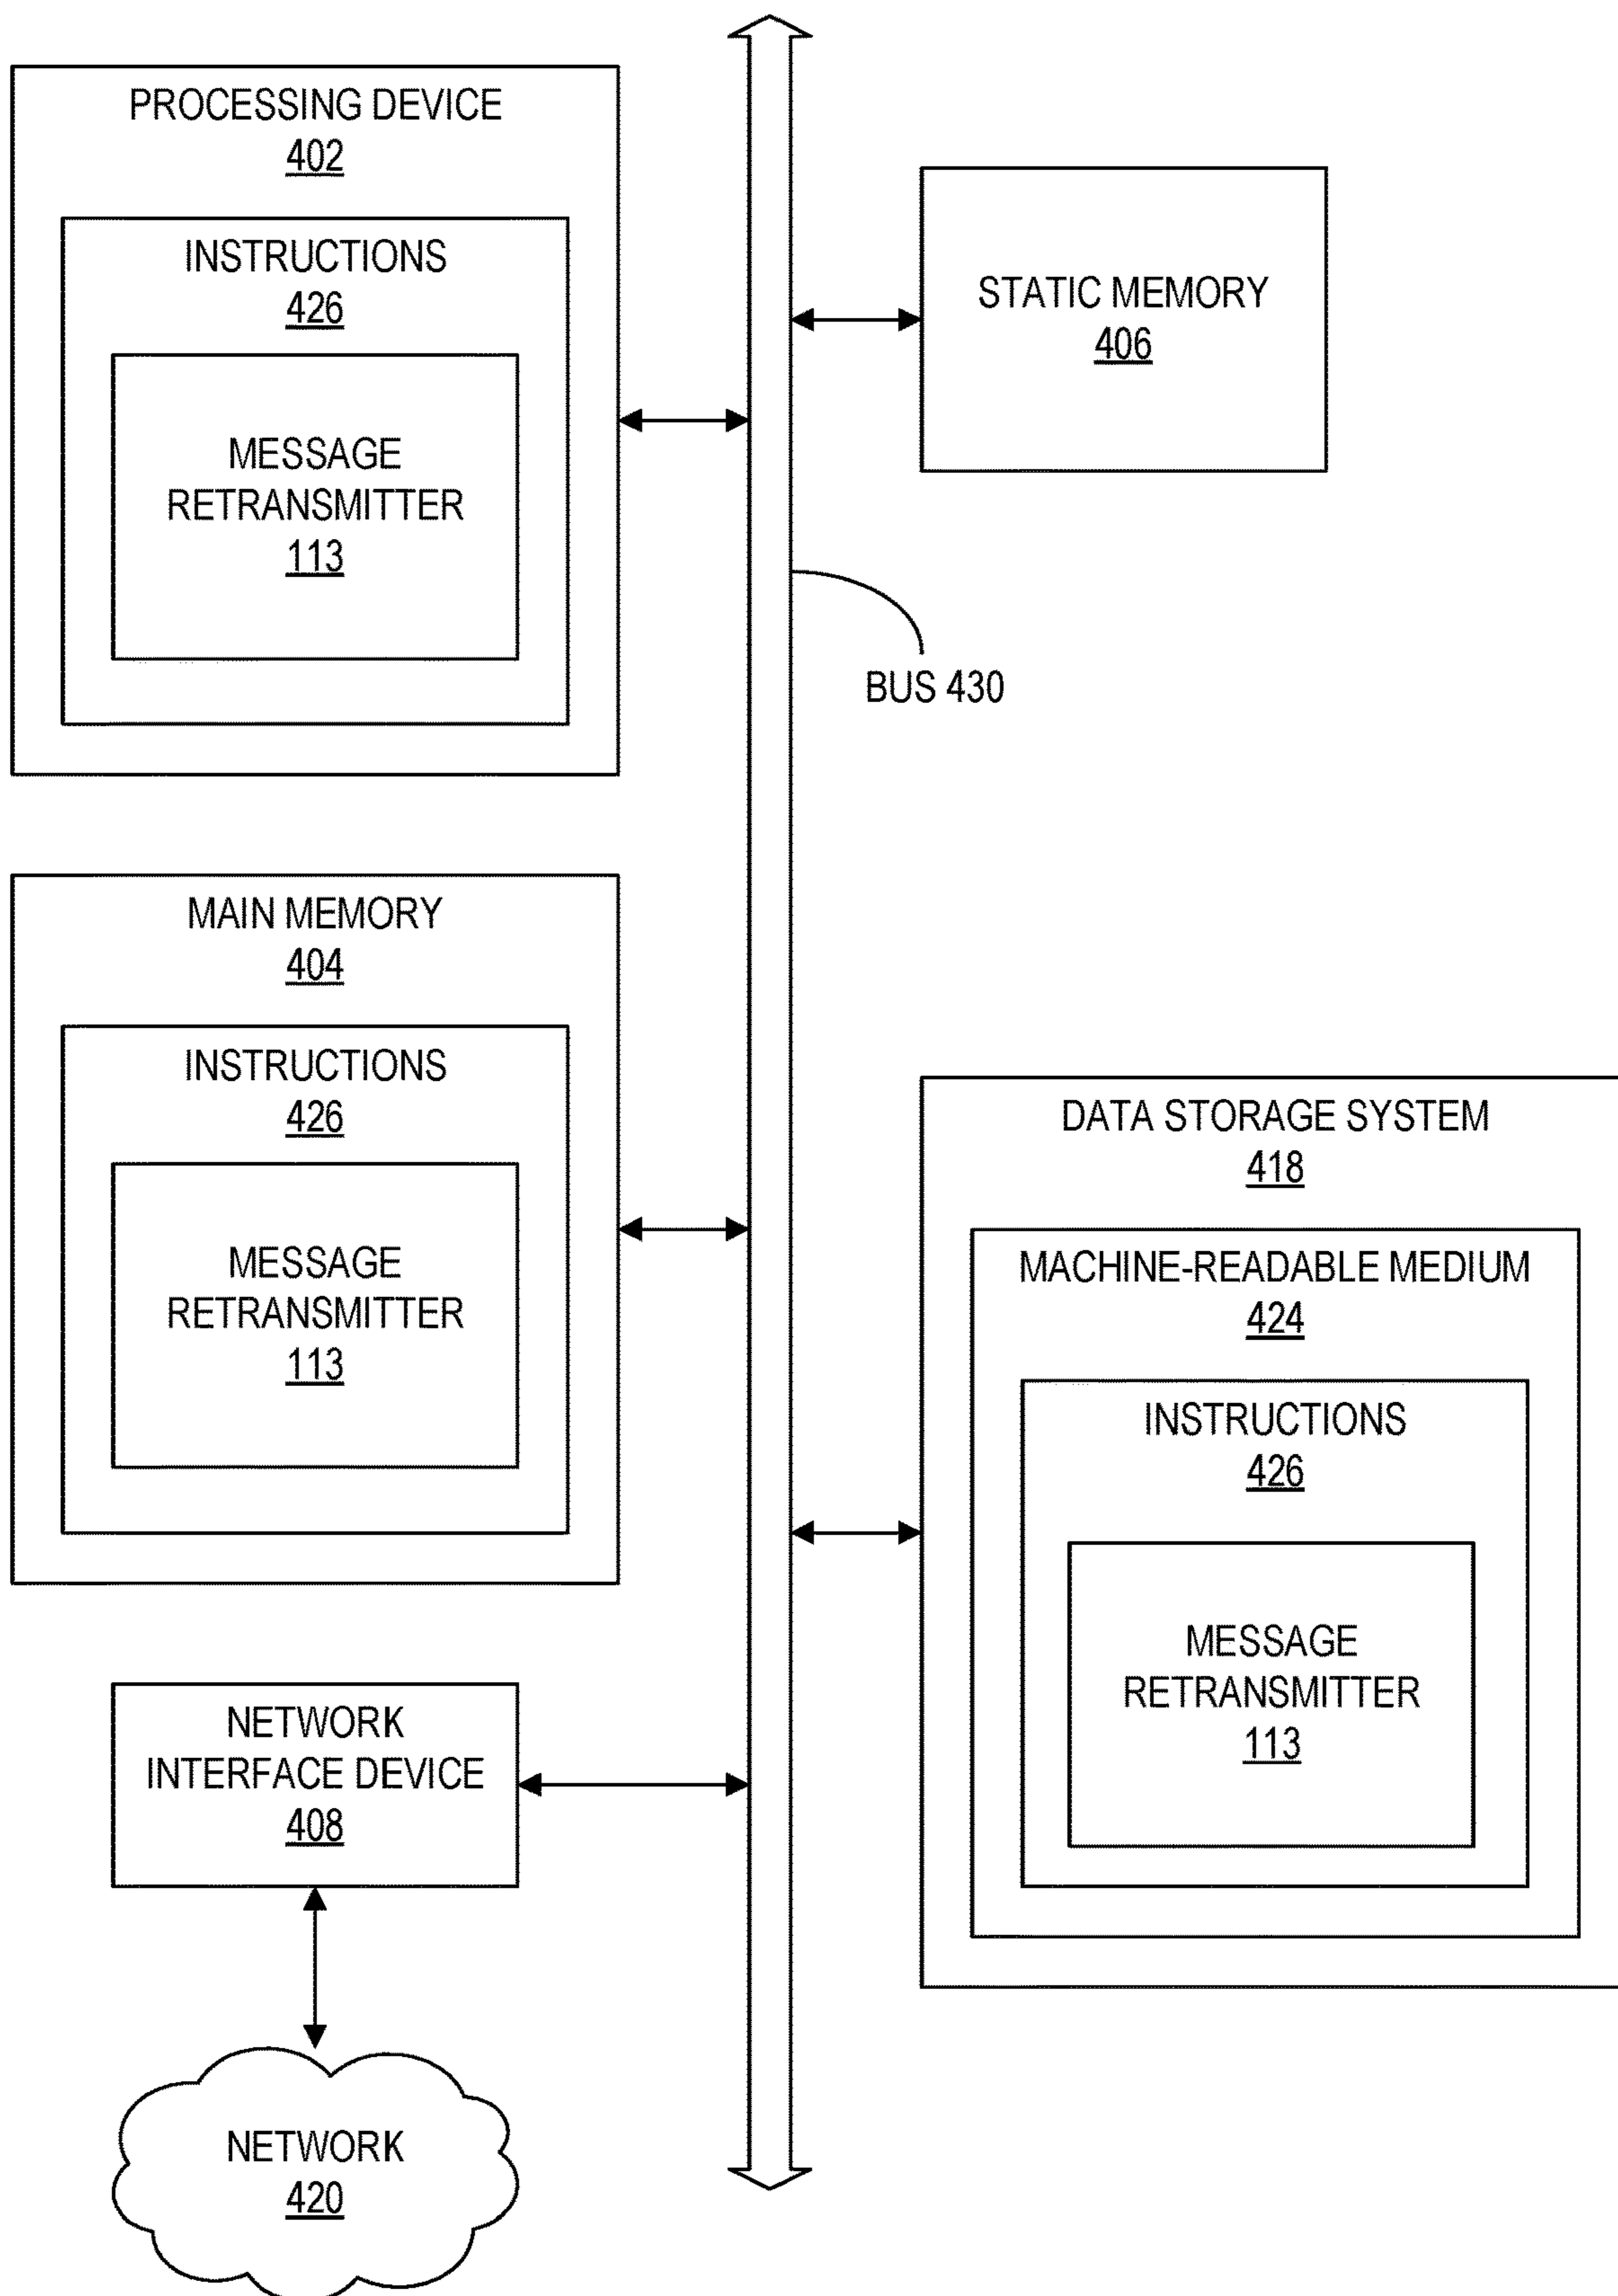 PROCESSING DEVICE
402
INSTRUCTIONS
426
MESSAGE
RETRANSMITTER
113
STATIC MEMORY
406
BUS 430
MAIN MEMORY
404
INSTRUCTIONS
426
MESSAGE
RETRANSMITTER
113
DATA STORAGE SYSTEM
418
MACHINE-READABLE MEDIUM
424
INSTRUCTIONS
426
MESSAGE
RETRANSMITTER
113
NETWORK
INTERFACE DEVICE
408
NETWORK
420